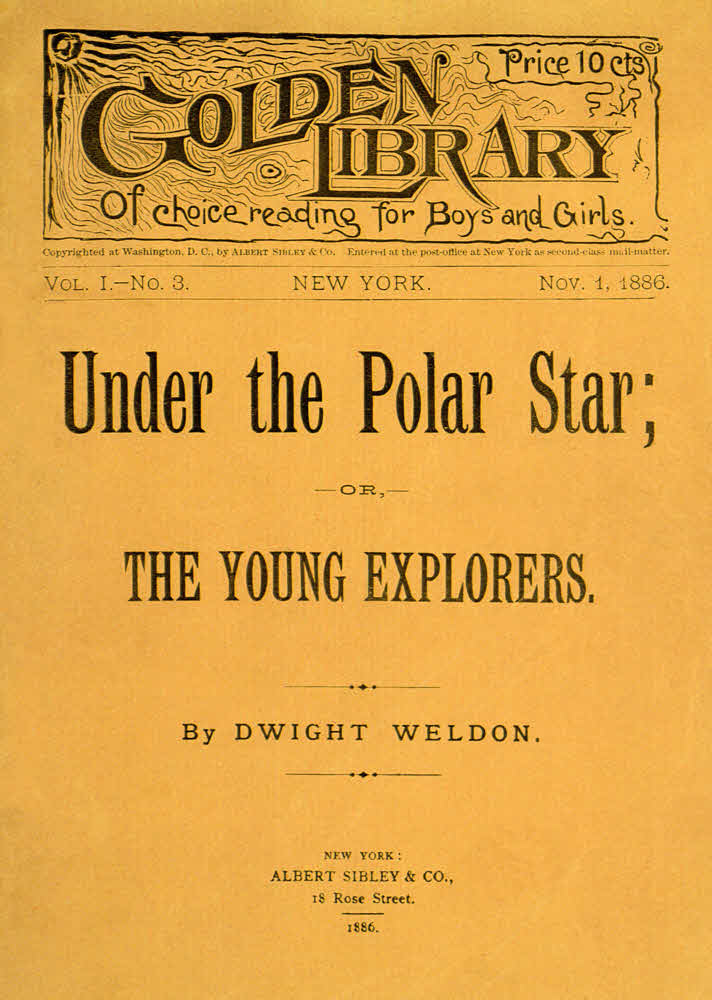 Price 10 cts
GOLDEN
LIBRARY
Of choice reading for Boys and Girls.
Copyrighted at Washington, D. C., by ALBERT SIBLEY & CO. Entered at the post-office at New York as second-class mail-matter.
VOL. I.—No. 3. NEW YORK. Nov. 1, 1886.
Under the Polar Star;
—OR,—
THE YOUNG EXPLORERS.
By DWIGHT WELDON.
NEW YORK:
ALBERT SIBLEY & CO.,
18 Rose Street.
1886.